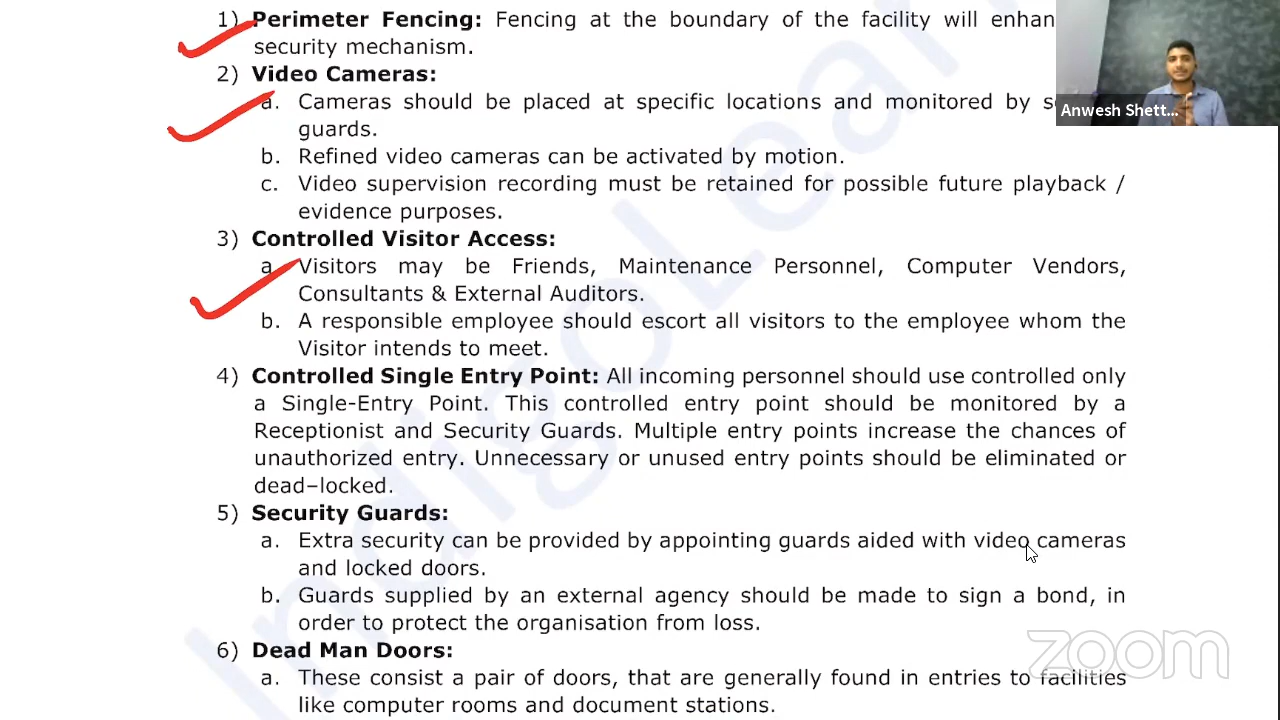 1) Perimeter Fencing: Fencing at the boundary of the facility will enhan
security mechanism.
2) Video Cameras:
a. Cameras should be placed at specific locations and monitored by s
guards.
b. Refined video cameras can be activated by motion.
c. Video supervision recording must be retained for possible future playback /
evidence purposes.
3) Controlled Visitor Access:
a. Visitors may be Friends, Maintenance Personnel, Computer Vendors,
Consultants & External Auditors.
b. A responsible employee should escort all visitors to the employee whom the
Visitor intends to meet.
4) Controlled Single Entry Point: All incoming personnel should use controlled only
a Single-Entry Point. This controlled entry point should be monitored by a
Receptionist and Security Guards. Multiple entry points increase the chances of
unauthorized entry. Unnecessary or unused entry points should be eliminated or
dead–locked.
5) Security Guards:
a. Extra security can be provided by appointing guards aided with video cameras
and locked doors.
b. Guards supplied by an external agency should be made to sign a bond, in
order to protect the organisation from loss.
6) Dead Man Doors:
a. These consist a pair of doors, that are generally found in entries to facilities
like computer rooms and document stations.
Anwesh Shett...
zoom
IndigoLearn